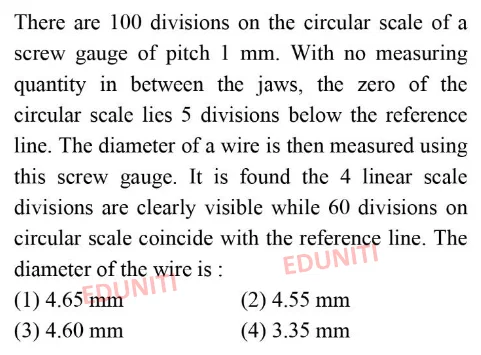 There are 100 divisions on the circular scale of a
screw gauge of pitch 1 mm. With no measuring
quantity in between the jaws, the zero of the
circular scale lies 5 divisions below the reference
line. The diameter of a wire is then measured using
this screw gauge. It is found the 4 linear scale
divisions are clearly visible while 60 divisions on
circular scale coincide with the reference line. The
diameter of the wire is :
EDUNITI
EDUNITI
(1) 4.65 mm (2) 4.55 mm
(3) 4.60 mm (4) 3.35 mm